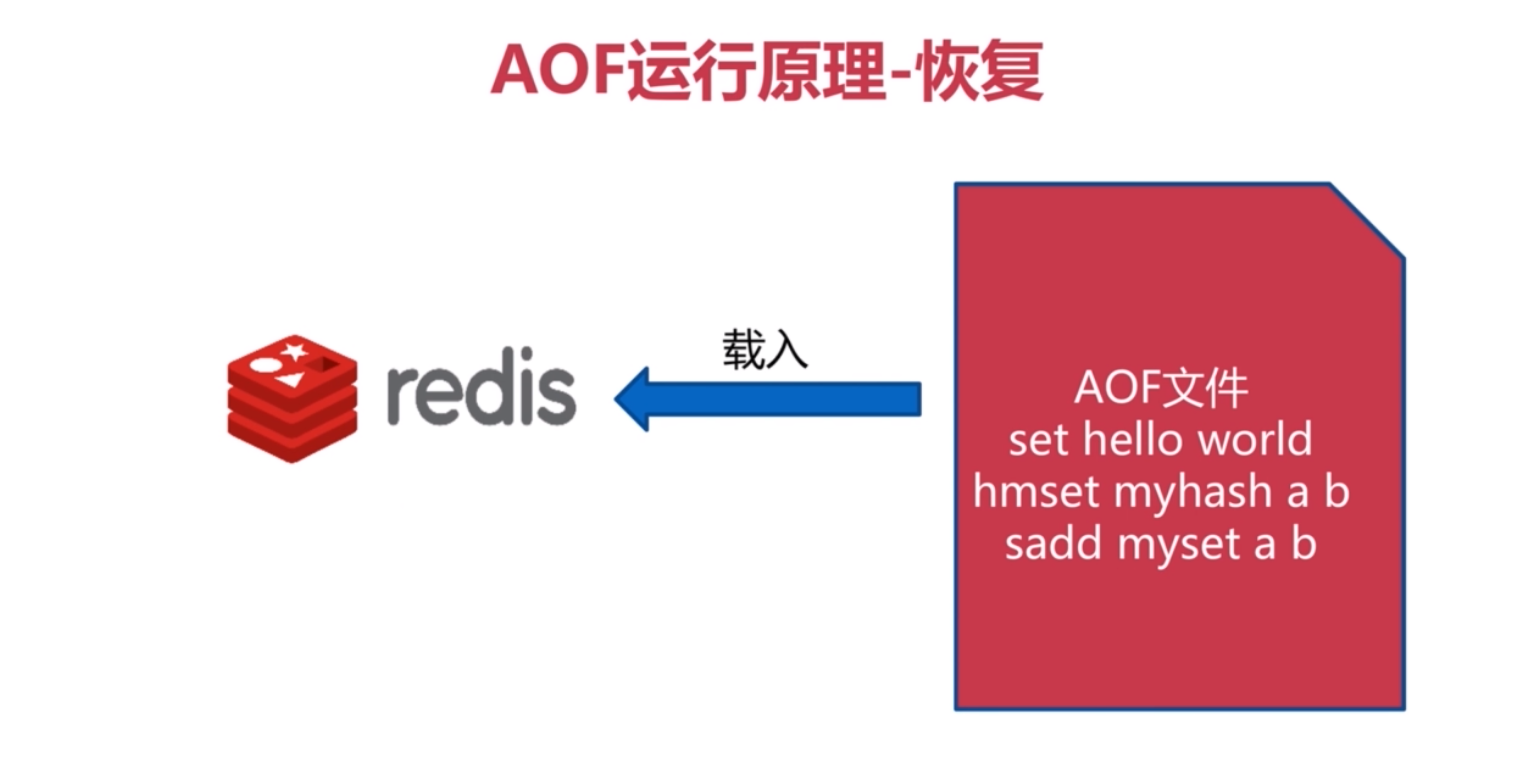 AOF运行原理-恢复
redis
载入
AOF文件
set hello world
hmset myhash a b
sadd myset a b